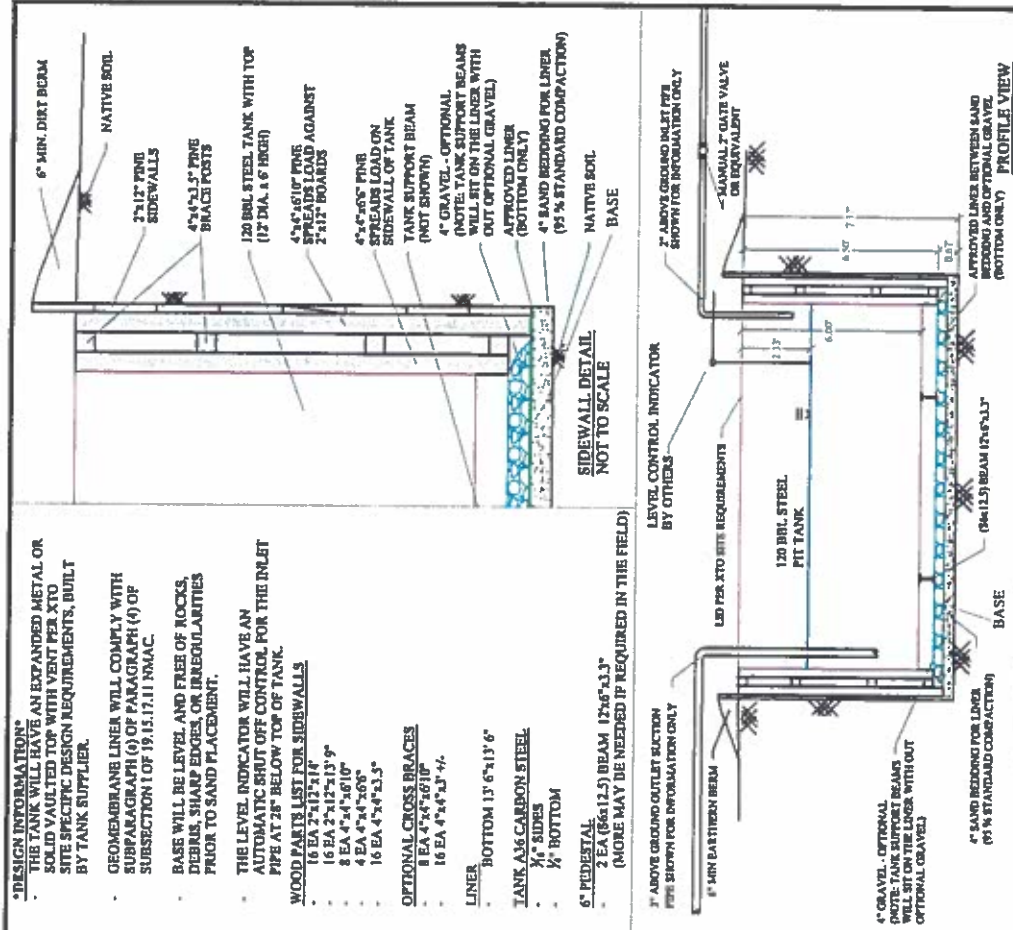 *DESIGN INFORMATION*
- THE TANK WILL HAVE AN EXPANDED METAL OR
SOLID VAULTED TOP WITH VENT PER XTO
SITE SPECIFIC DESIGN REQUIREMENTS, BUILT
BY TANK SUPPLIER.
- GEOMEMBRANE LINER WILL COMPLY WITH
SUBPARAGRAPH (a) OF PARAGRAPH (4) OF
SUBSECTION I OF 19.15.17.11 NMAC.
- BASE WILL BE LEVEL AND FREE OF ROCKS,
DEBRIS, SHARP EDGES, OR IRREGULARITIES
PRIOR TO SAND PLACEMENT.
- THE LEVEL INDICATOR WILL HAVE AN
AUTOMATIC SHUT OFF CONTROL FOR THE INLET
PIPE AT 28" BELOW TOP OF TANK.
WOOD PARTS LIST FOR SIDEWALLS
- 16 EA 2"x12"x14'
- 16 EA 2"x12"x13'9"
- 8 EA 4"x4"x6'10"
- 4 EA 4"x4"x6'6"
- 16 EA 4"x4"x3.5"
OPTIONAL CROSS BRACES
- 8 EA 4"x4"x6'10"
- 16 EA 4"x4"x3' +/-
LINER
- BOTTOM 13' 6"x13' 6"
TANK A36 CARBON STEEL
- 3/16" SIDES
- 1/4" BOTTOM
6" PEDESTAL
- 2 EA (S6x12.5) BEAM 12'x6"x3.3"
(MORE MAY BE NEEDED IF REQUIRED IN THE FIELD)
6" MIN. DIRT BERM
NATIVE SOIL
2"x12" PINE
SIDEWALLS
4"x4"x3.5" PINE
BRACE POSTS
120 BBL STEEL TANK WITH TOP
(12' DIA. x 6' HIGH)
4"x4"x6'10" PINE
SPREADS LOAD AGAINST
2"x12" BOARDS
4"x4"x6'6" PINE
SPREADS LOAD ON
SIDEWALL OF TANK
TANK SUPPORT BEAM
(NOT SHOWN)
4" GRAVEL - OPTIONAL
(NOTE: TANK SUPPORT BEAMS
WILL SIT ON THE LINER WITH
OUT OPTIONAL GRAVEL)
APPROVED LINER
(BOTTOM ONLY)
4" SAND BEDDING FOR LINER
(95 % STANDARD COMPACTION)
NATIVE SOIL
BASE
SIDEWALL DETAIL
NOT TO SCALE
3" ABOVE GROUND OUTLET SUCTION
PIPE SHOWN FOR INFORMATION ONLY
6" MIN EARTHERN BERM
LEVEL CONTROL INDICATOR
BY OTHERS
LID PER XTO SITE REQUIREMENTS
120 BBL STEEL
PIT TANK
2" ABOVE GROUND INLET PIPE
SHOWN FOR INFORMATION ONLY
MANUAL 2" GATE VALVE
OR EQUIVALENT
2.33'
6.00'
6.50'
7.17'
0.67'
4" GRAVEL - OPTIONAL
(NOTE: TANK SUPPORT BEAMS
WILL SIT ON THE LINER WITH OUT
OPTIONAL GRAVEL)
4" SAND BEDDING FOR LINER
(95 % STANDARD COMPACTION)
BASE
(S6x12.5) BEAM 12'x6"x3.3"
APPROVED LINER BETWEEN SAND
BEDDING AND OPTIONAL GRAVEL
(BOTTOM ONLY)
PROFILE VIEW